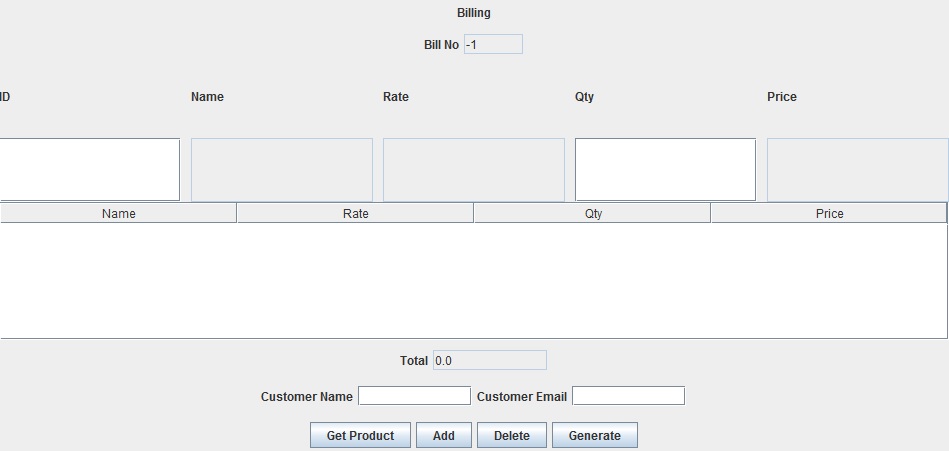 Billing
Bill No -1
ID Name Rate Qty Price
Name Rate Qty Price
Total 0.0
Customer Name Customer Email
Get Product Add Delete Generate